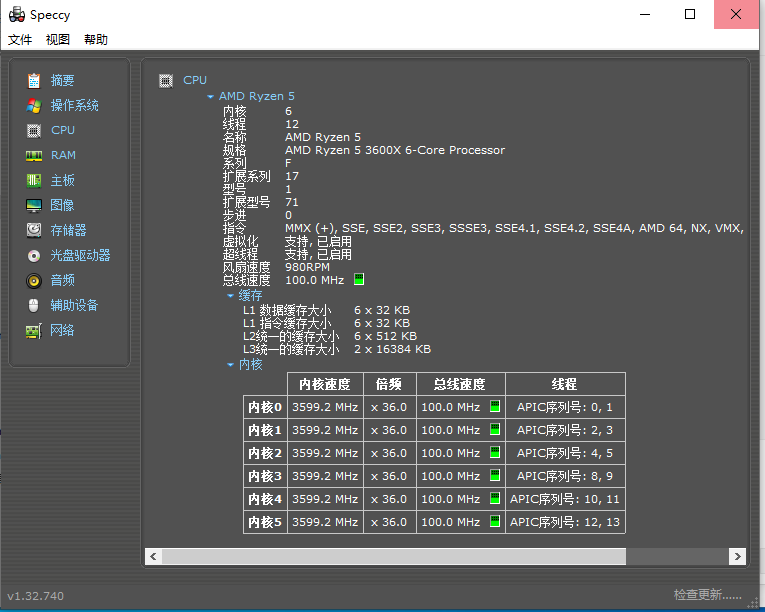 Speccy
文件 视图 帮助
摘要
操作系统
CPU
RAM
主板
图像
存储器
光盘驱动器
音频
辅助设备
网络
CPU
AMD Ryzen 5
内核 6
线程 12
名称 AMD Ryzen 5
规格 AMD Ryzen 5 3600X 6-Core Processor
系列 F
扩展系列 17
型号 1
扩展型号 71
步进 0
指令 MMX (+), SSE, SSE2, SSE3, SSSE3, SSE4.1, SSE4.2, SSE4A, AMD 64, NX, VMX,
虚拟化 支持, 已启用
超线程 支持, 已启用
风扇速度 980RPM
总线速度 100.0 MHz
缓存
L1 数据缓存大小 6 x 32 KB
L1 指令缓存大小 6 x 32 KB
L2统一的缓存大小 6 x 512 KB
L3统一的缓存大小 2 x 16384 KB
内核
内核速度 倍频 总线速度 线程
内核0 3599.2 MHz x 36.0 100.0 MHz APIC序列号: 0, 1
内核1 3599.2 MHz x 36.0 100.0 MHz APIC序列号: 2, 3
内核2 3599.2 MHz x 36.0 100.0 MHz APIC序列号: 4, 5
内核3 3599.2 MHz x 36.0 100.0 MHz APIC序列号: 8, 9
内核4 3599.2 MHz x 36.0 100.0 MHz APIC序列号: 10, 11
内核5 3599.2 MHz x 36.0 100.0 MHz APIC序列号: 12, 13
v1.32.740 检查更新......